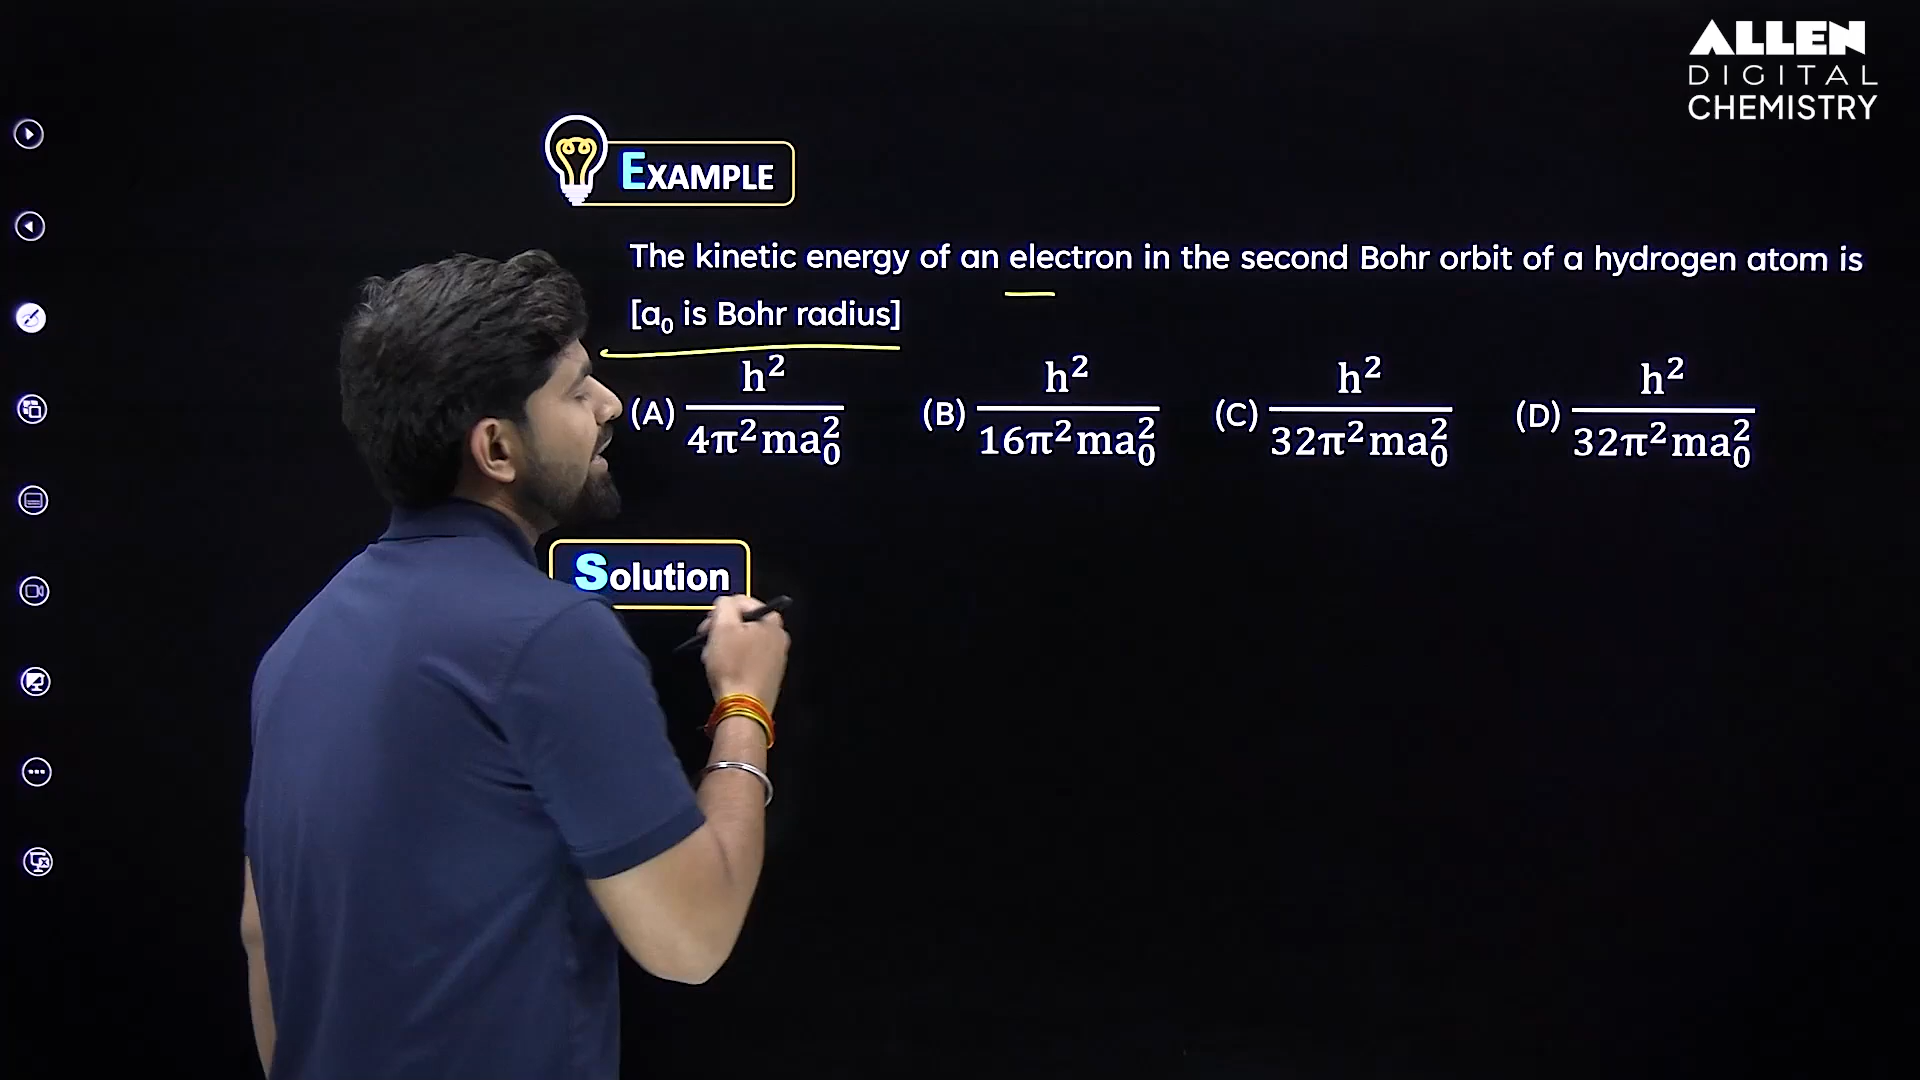 ALLEN
DIGITAL
CHEMISTRY
EXAMPLE
The kinetic energy of an electron in the second Bohr orbit of a hydrogen atom is
[a₀ is Bohr radius]
(A) h²/4π²ma₀² (B) h²/16π²ma₀² (C) h²/32π²ma₀² (D) h²/32π²ma₀²
Solution